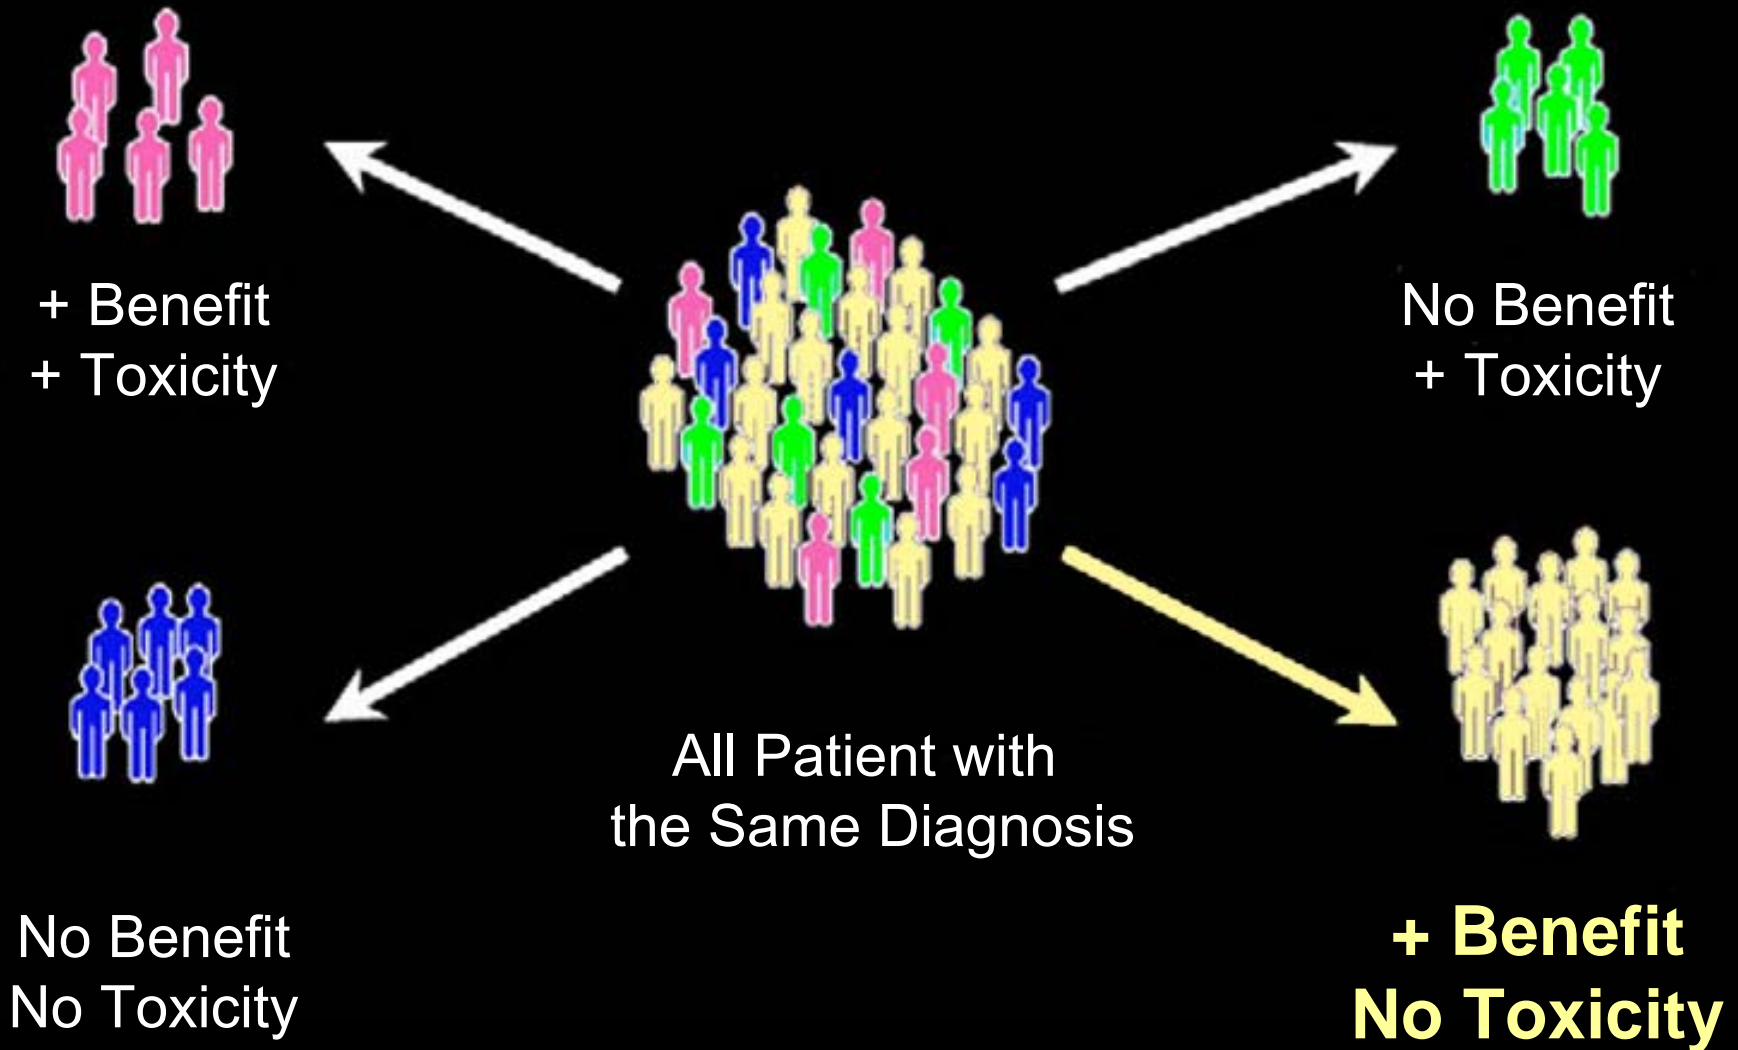 + Benefit
+ Toxicity
No Benefit
+ Toxicity
All Patient with
the Same Diagnosis
No Benefit
No Toxicity
+ Benefit
No Toxicity